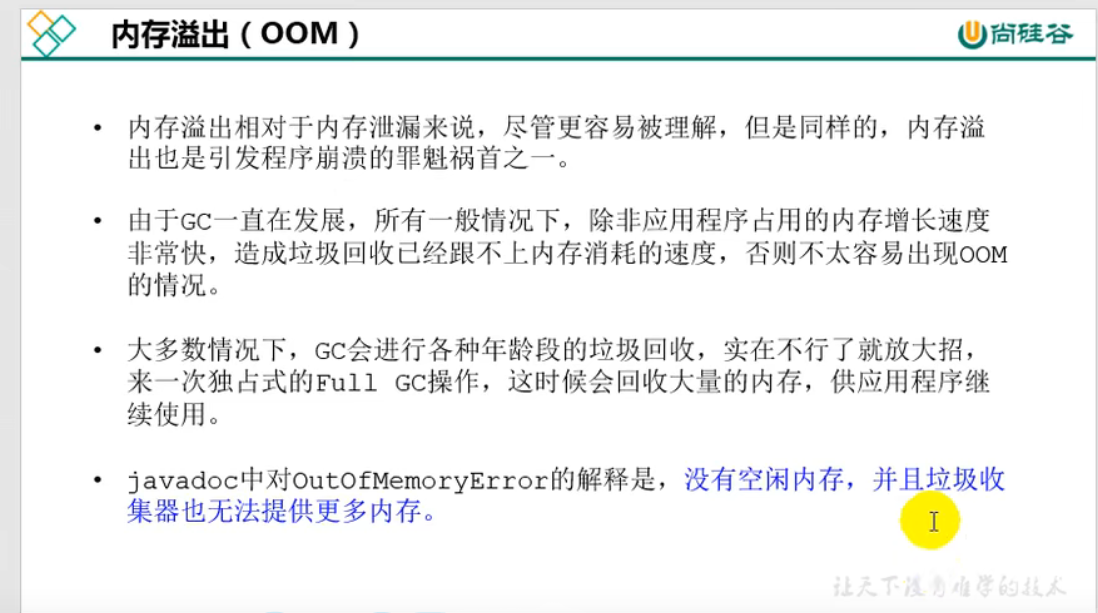 内存溢出（OOM）
尚硅谷
• 内存溢出相对于内存泄漏来说，尽管更容易被理解，但是同样的，内存溢
出也是引发程序崩溃的罪魁祸首之一。
• 由于GC一直在发展，所有一般情况下，除非应用程序占用的内存增长速度
非常快，造成垃圾回收已经跟不上内存消耗的速度，否则不太容易出现OOM
的情况。
• 大多数情况下，GC会进行各种年龄段的垃圾回收，实在不行了就放大招，
来一次独占式的Full GC操作，这时候会回收大量的内存，供应用程序继
续使用。
• javadoc中对OutOfMemoryError的解释是，没有空闲内存，并且垃圾收
集器也无法提供更多内存。
让天下没有难学的技术